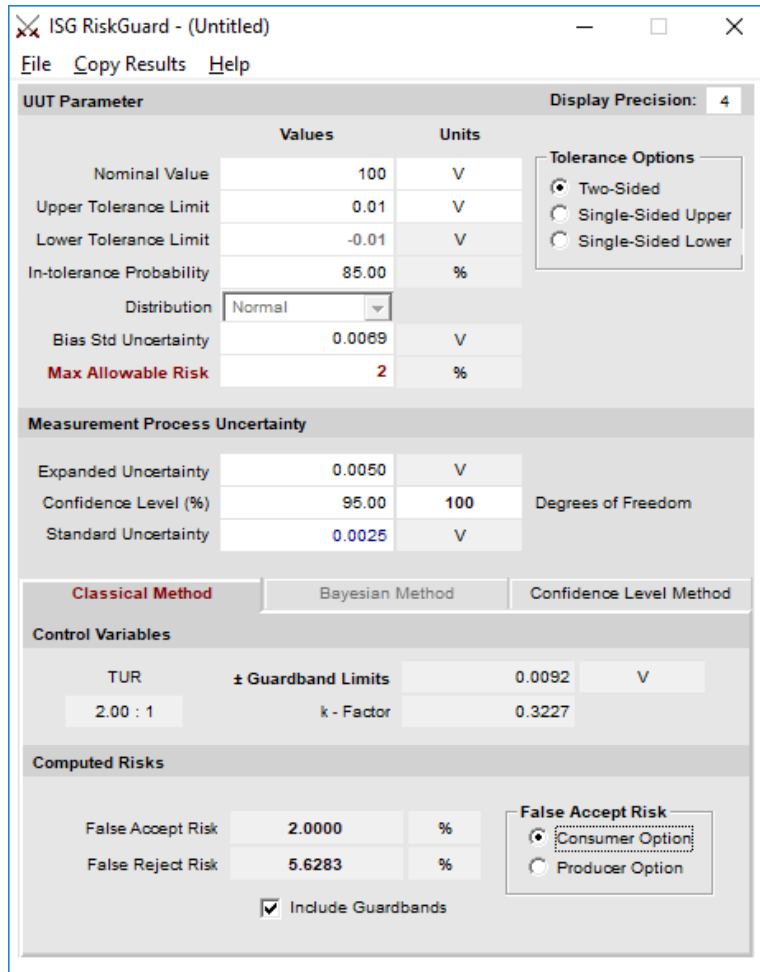 ISG RiskGuard - (Untitled)
File Copy Results Help
UUT Parameter Display Precision: 4
Values Units
Nominal Value 100 V
Upper Tolerance Limit 0.01 V
Lower Tolerance Limit -0.01 V
In-tolerance Probability 85.00 %
Distribution Normal
Bias Std Uncertainty 0.0069 V
Max Allowable Risk 2 %
Tolerance Options
Two-Sided
Single-Sided Upper
Single-Sided Lower
Measurement Process Uncertainty
Expanded Uncertainty 0.0050 V
Confidence Level (%) 95.00 100 Degrees of Freedom
Standard Uncertainty 0.0025 V
Classical Method Bayesian Method Confidence Level Method
Control Variables
TUR ± Guardband Limits 0.0092 V
2.00 : 1 k - Factor 0.3227
Computed Risks
False Accept Risk 2.0000 %
False Reject Risk 5.6283 %
False Accept Risk
Consumer Option
Producer Option
Include Guardbands